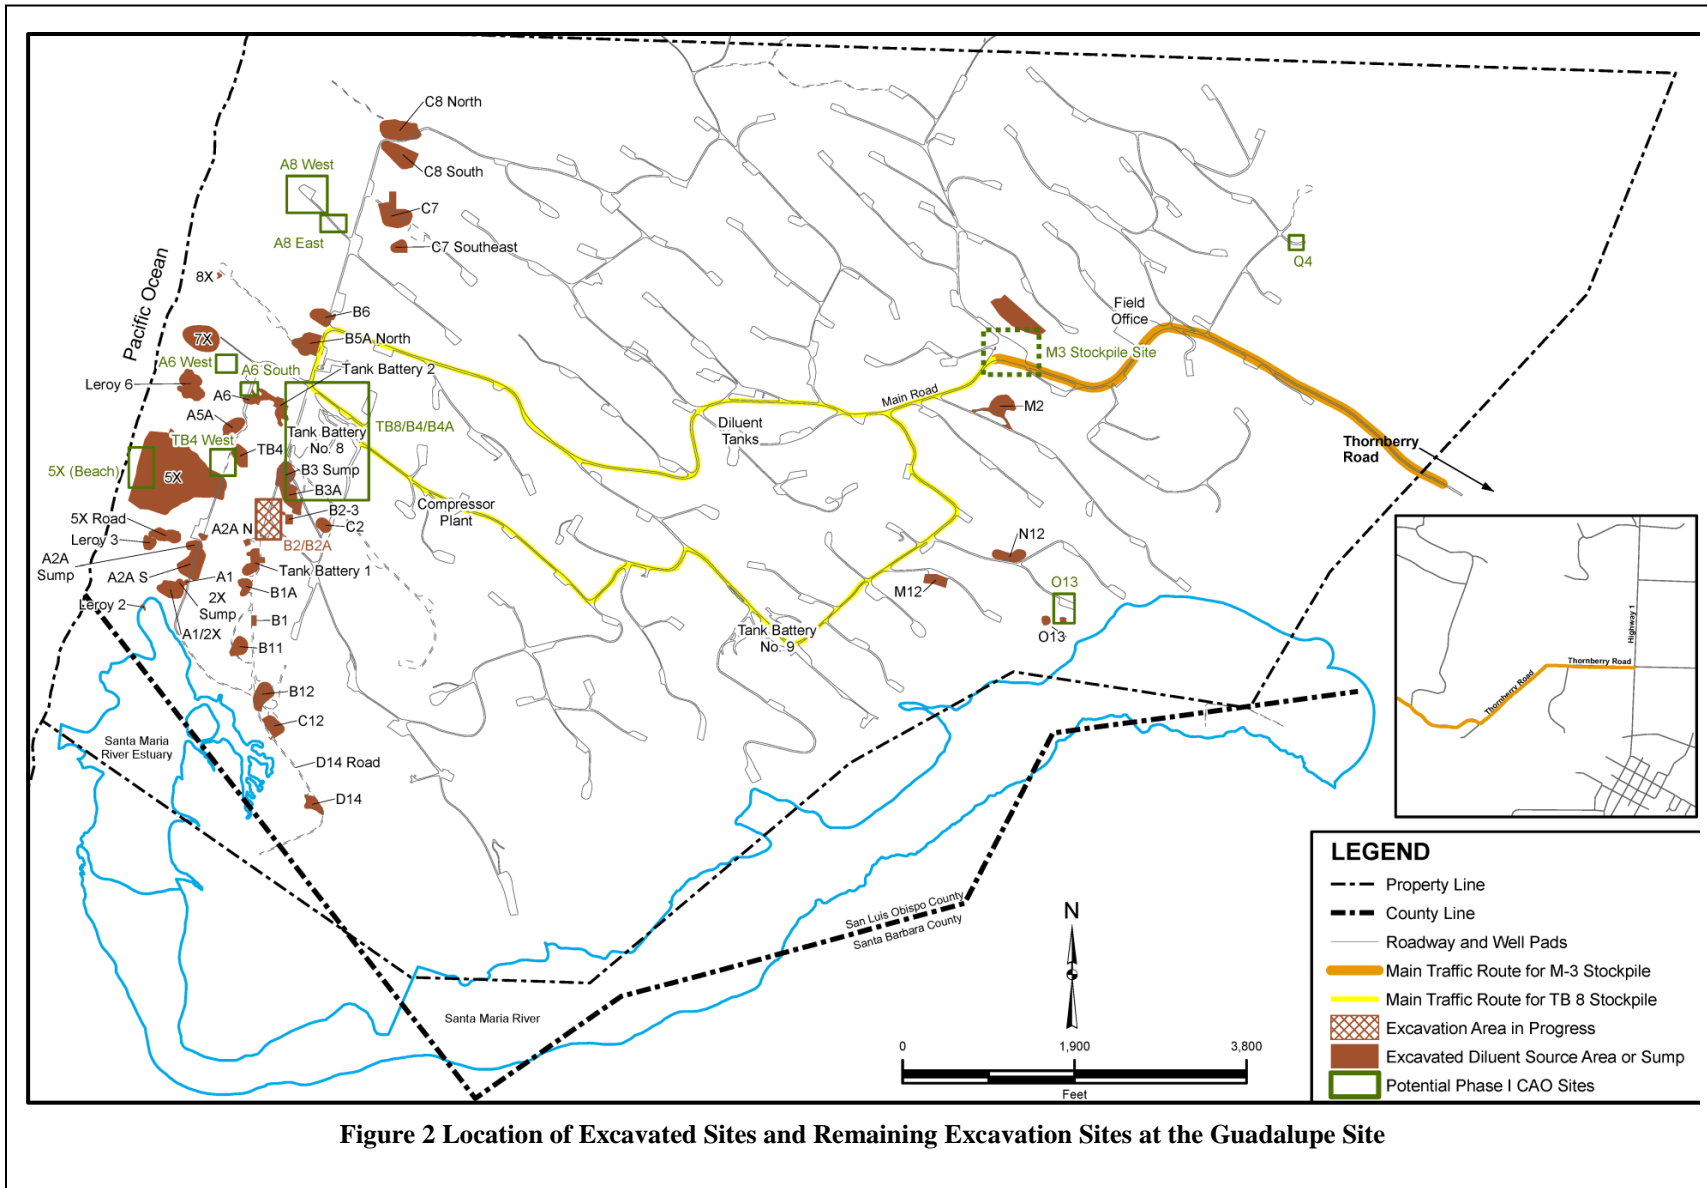 C8 North
C8 South
A8 West
A8 East
C7
C7 Southeast
Q4
Pacific Ocean
8X
B6
B5A North
7X
Field
Office
A6 West
A6 South
Tank Battery 2
M3 Stockpile Site
Leroy 6
A6
Main Road
M2
A5A
TB4 West
Tank Battery
No. 8
TB8/B4/B4A
Diluent
Tanks
Thornberry
Road
TB4
5X (Beach)
5X
B3 Sump
B3A
B2-3
Compressor
Plant
5X Road
Leroy 3
A2A N
C2
B2/B2A
A2A
Sump
N12
A2A S
A1
Tank Battery 1
2X
Sump
B1A
M12
O13
Leroy 2
A1/2X
B1
Tank Battery
No. 9
O13
B11
B12
C12
Santa Maria
River Estuary
D14 Road
D14
Highway 1
Thornberry Road
Thornberry Road
San Luis Obispo County
Santa Barbara County
Santa Maria River
N
0
1,900
3,800
Feet
LEGEND
Property Line
County Line
Roadway and Well Pads
Main Traffic Route for M-3 Stockpile
Main Traffic Route for TB 8 Stockpile
Excavation Area in Progress
Excavated Diluent Source Area or Sump
Potential Phase I CAO Sites
Figure 2 Location of Excavated Sites and Remaining Excavation Sites at the Guadalupe Site